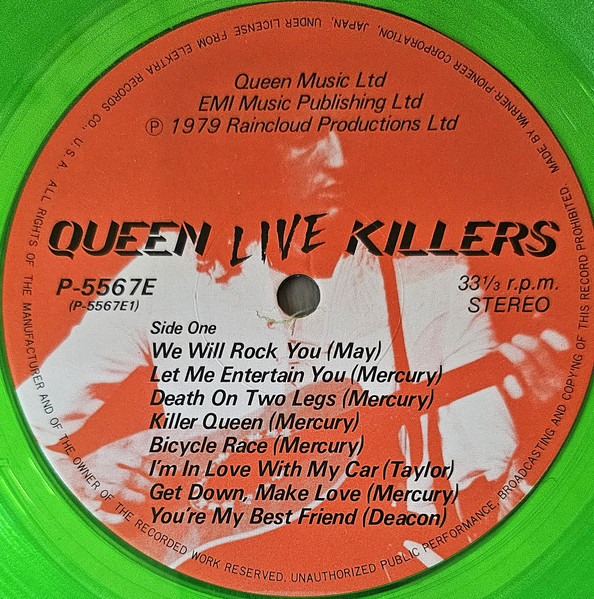 Queen Music Ltd
EMI Music Publishing Ltd
℗ 1979 Raincloud Productions Ltd
QUEEN LIVE KILLERS
P-5567E
(P-5567E1)
33 1/3 r.p.m.
STEREO
Side One
We Will Rock You (May)
Let Me Entertain You (Mercury)
Death On Two Legs (Mercury)
Killer Queen (Mercury)
Bicycle Race (Mercury)
I'm In Love With My Car (Taylor)
Get Down, Make Love (Mercury)
You're My Best Friend (Deacon)
MADE BY WARNER-PIONEER CORPORATION, JAPAN, UNDER LICENSE FROM ELEKTRA RECORDS CO., U.S.A. ALL RIGHTS OF THE MANUFACTURER AND OF THE OWNER OF THE RECORDED WORK RESERVED. UNAUTHORIZED PUBLIC PERFORMANCE, BROADCASTING AND COPYING OF THIS RECORD PROHIBITED.